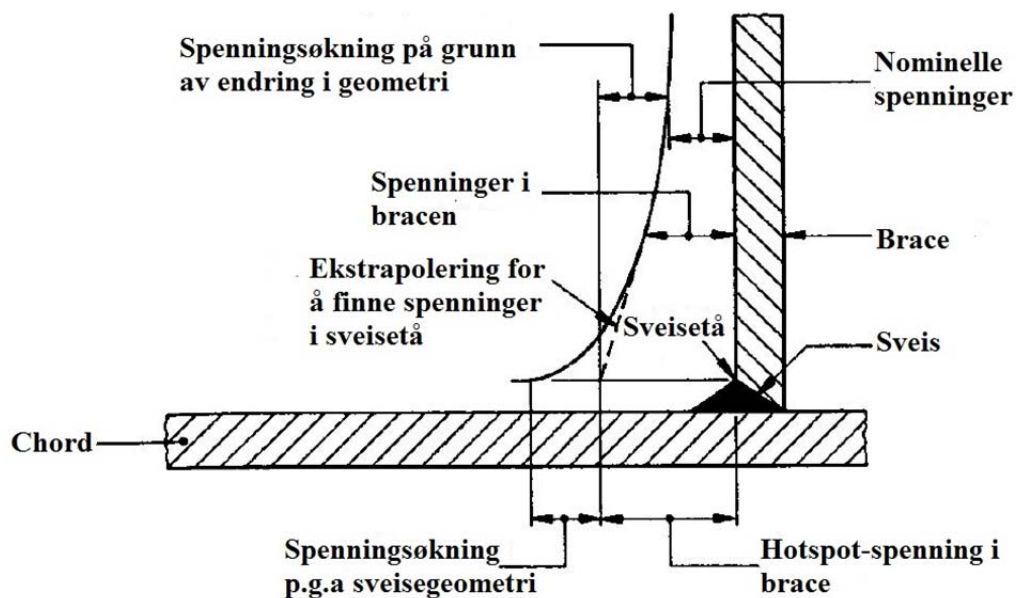 Spenningsøkning på grunn
av endring i geometri
Nominelle
spenninger
Spenninger i
bracen
Brace
Ekstrapolering for
å finne spenninger
i sveisetå
Sveisetå
Sveis
Chord
Spenningsøkning
p.g.a sveisegeometri
Hotspot-spenning i
brace